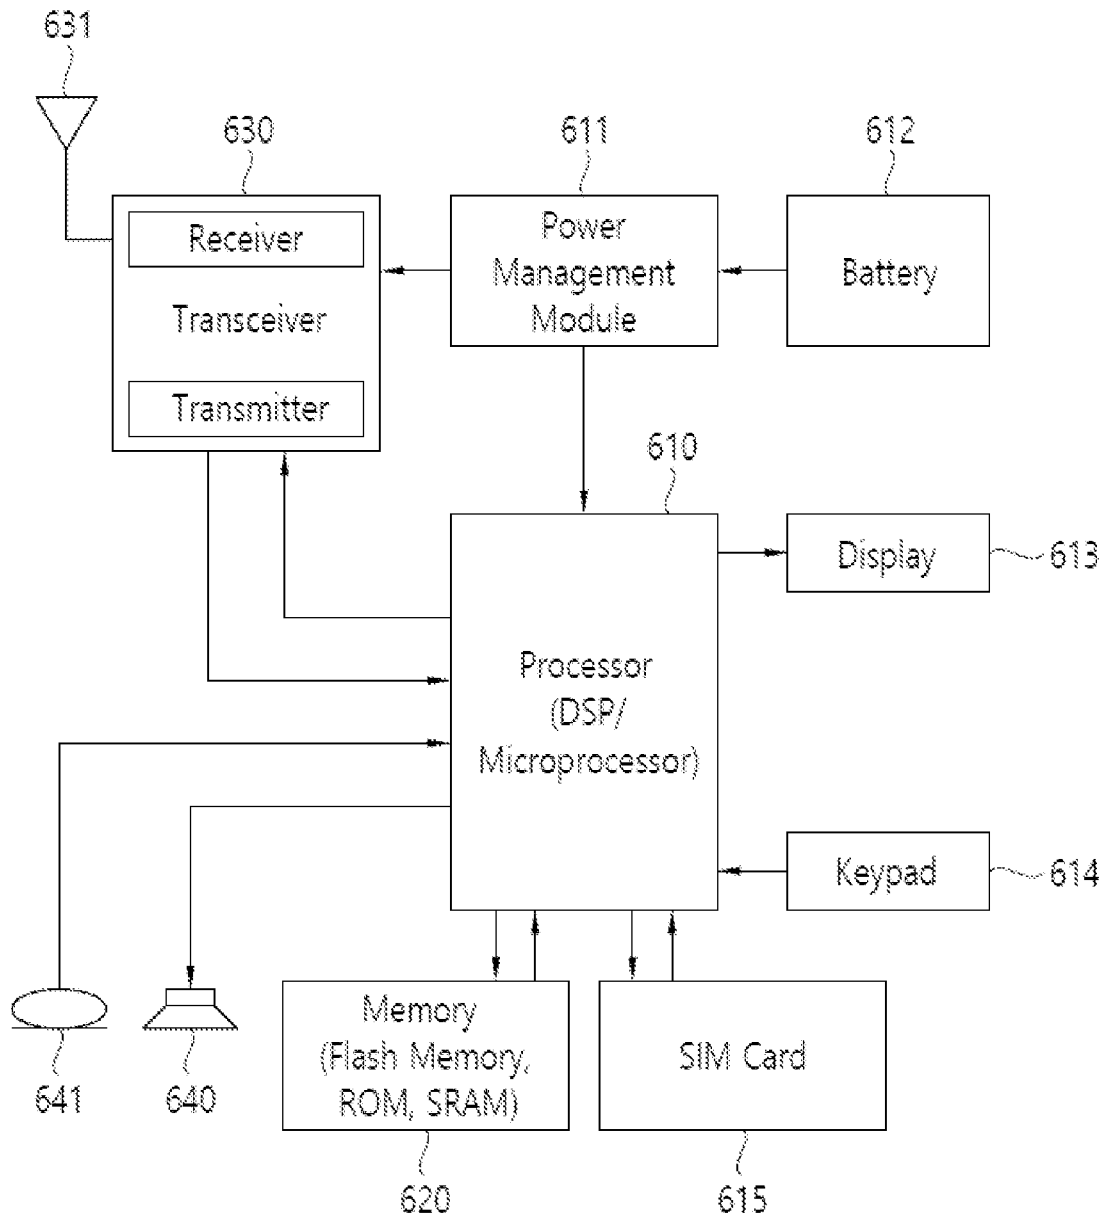 631
630
611
612
Receiver
Transceiver
Transmitter
Power
Management
Module
Battery
610
Display
613
Processor
(DSP/
Microprocessor)
Keypad
614
Memory
(Flash Memory,
ROM, SRAM)
SIM Card
641
640
620
615